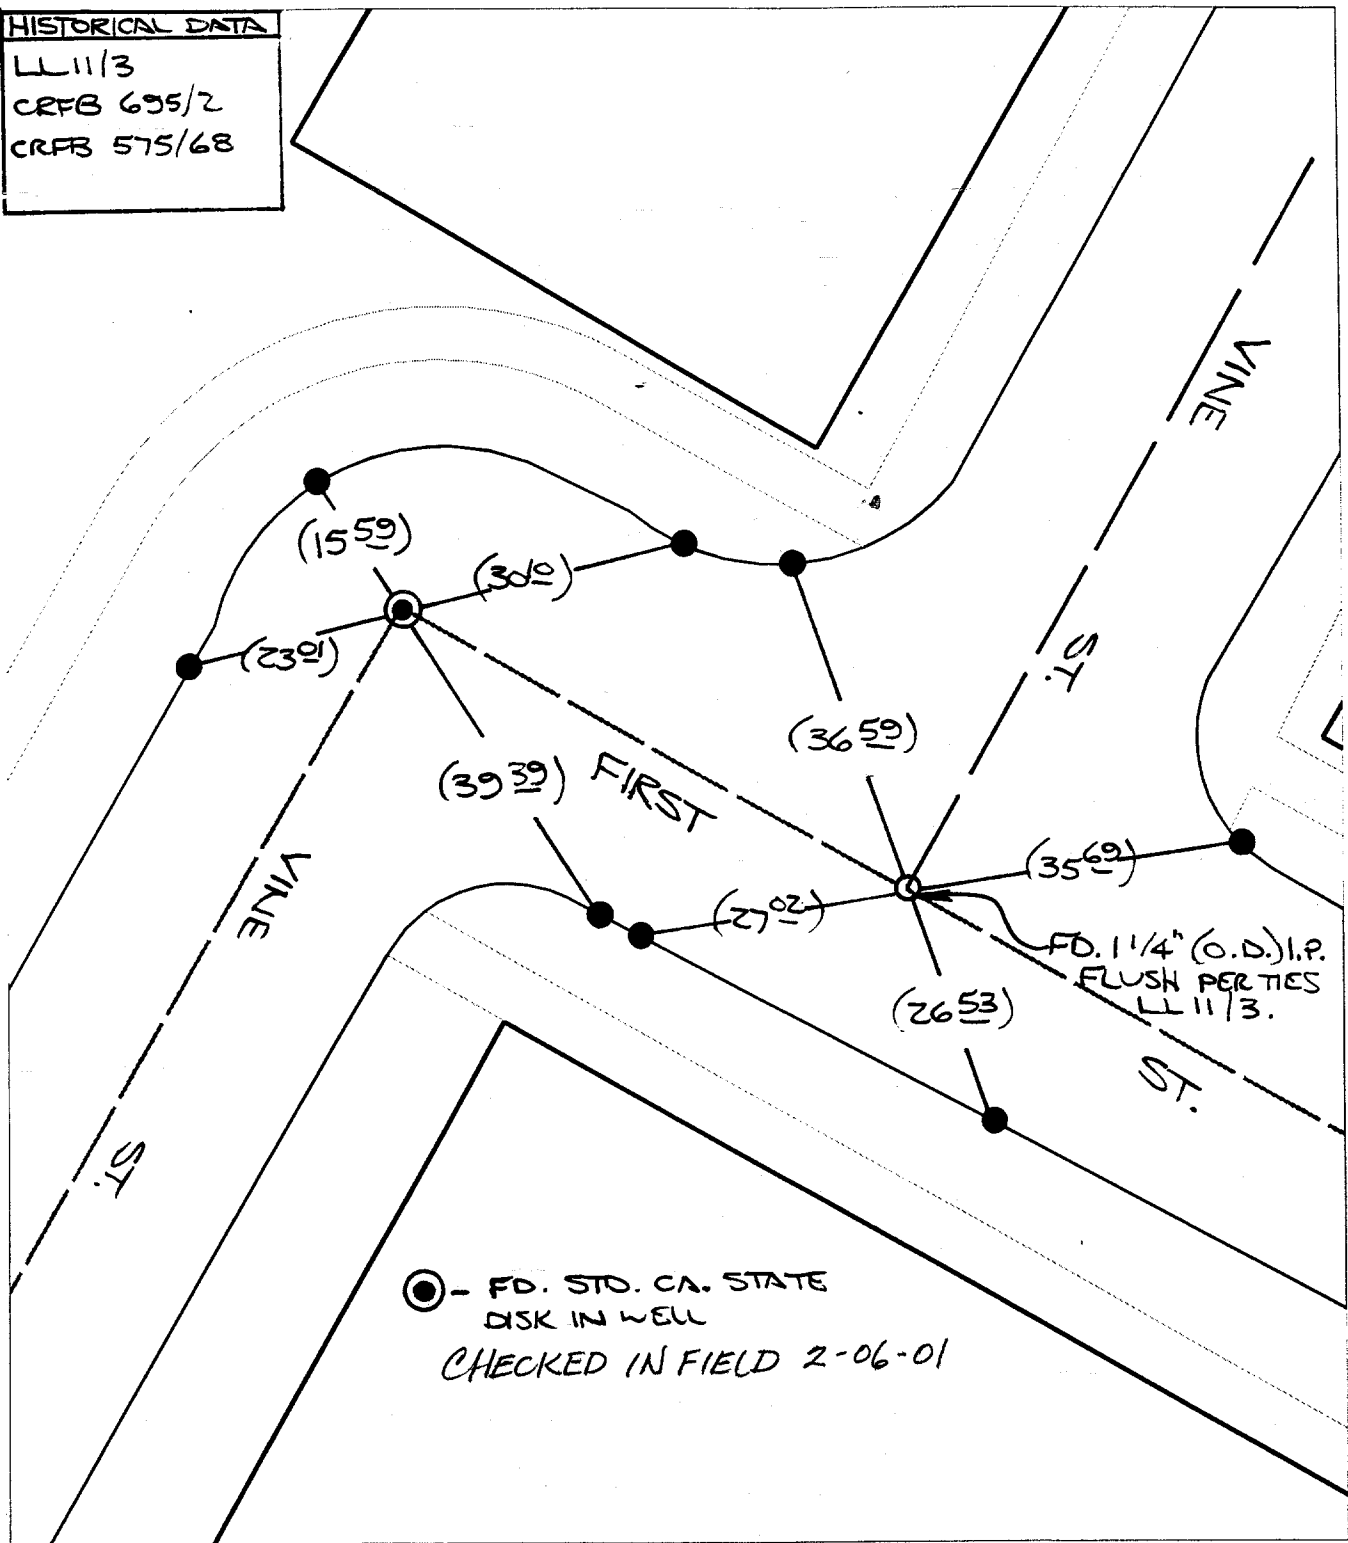 HISTORICAL DATA
LL 11/3
CRFB 695/2
CRFB 575/68
VINE
ST.
(15 59)
(30 10)
(23 01)
(36 59)
(39 39)
FIRST
ST.
(35 69)
(27 02)
(26 53)
FD. 1 1/4" (O.D.) I.P.
FLUSH PER TIES
LL 11/3.
VINE
ST.
- FD. STD. CA. STATE
DISK IN WELL
CHECKED IN FIELD 2-06-01